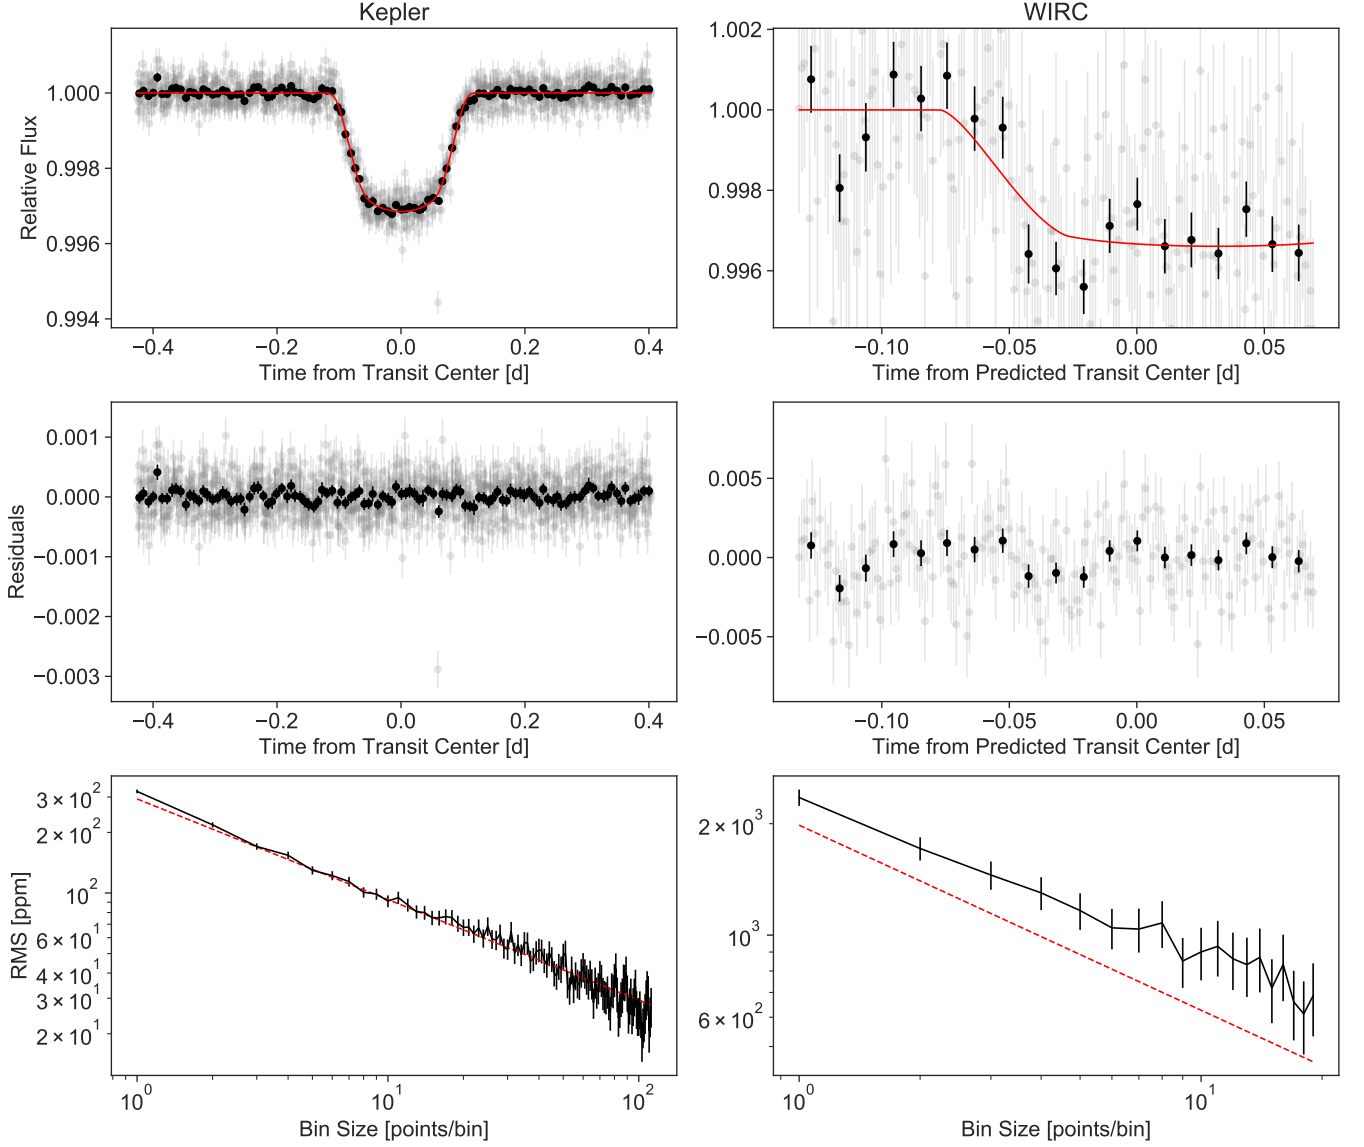 Kepler
WIRC
Relative Flux
1.000
0.998
0.996
0.994
−0.4 −0.2 0.0 0.2 0.4
Time from Transit Center [d]
1.002
1.000
0.998
0.996
−0.10 −0.05 0.00 0.05
Time from Predicted Transit Center [d]
Residuals
0.001
0.000
−0.001
−0.002
−0.003
−0.4 −0.2 0.0 0.2 0.4
Time from Transit Center [d]
0.005
0.000
−0.005
−0.10 −0.05 0.00 0.05
Time from Predicted Transit Center [d]
RMS [ppm]
3 × 10²
2 × 10²
10²
6 × 10¹
4 × 10¹
3 × 10¹
2 × 10¹
10⁰ 10¹ 10²
Bin Size [points/bin]
2 × 10³
10³
6 × 10²
10⁰ 10¹
Bin Size [points/bin]